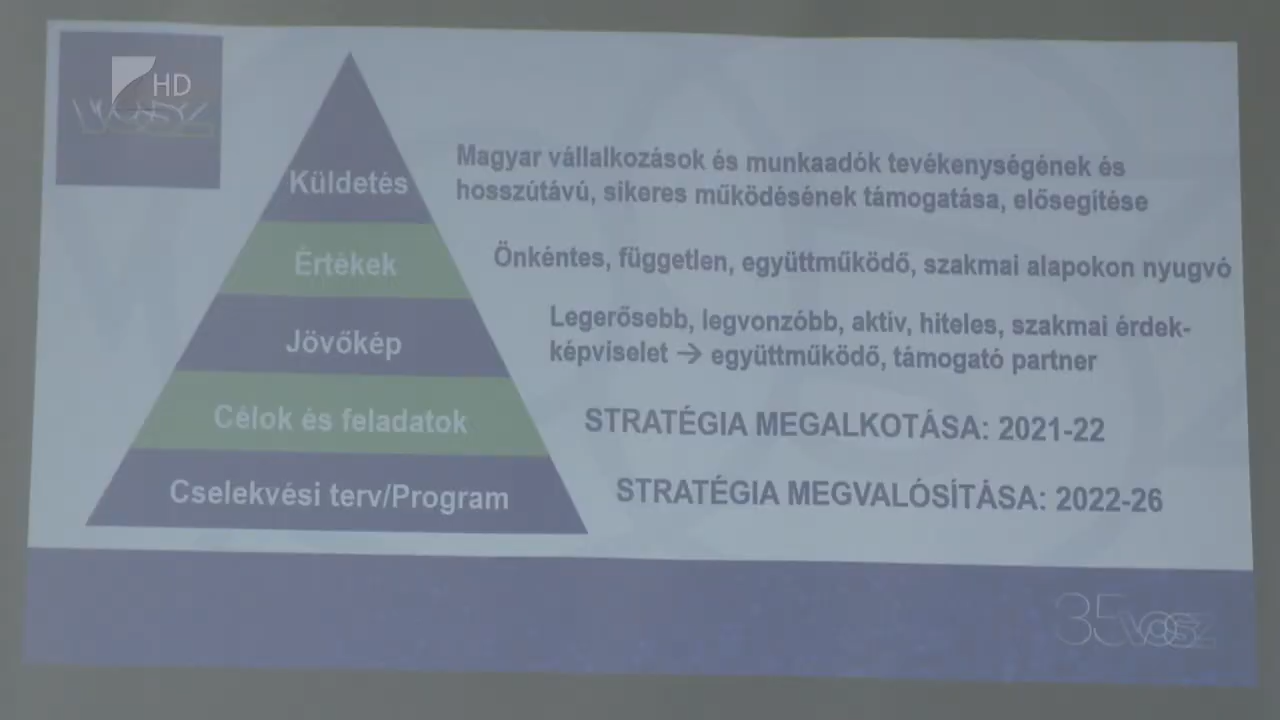 HD
VOSZ
Küldetés
Magyar vállalkozások és munkaadók tevékenységének és
hosszútávú, sikeres működésének támogatása, elősegítése
Értékek
Önkéntes, független, együttműködő, szakmai alapokon nyugvó
Jövőkép
Legerősebb, legvonzóbb, aktív, hiteles, szakmai érdek-
képviselet → együttműködő, támogató partner
Célok és feladatok
STRATÉGIA MEGALKOTÁSA: 2021-22
Cselekvési terv/Program
STRATÉGIA MEGVALÓSÍTÁSA: 2022-26
35 VOSZ